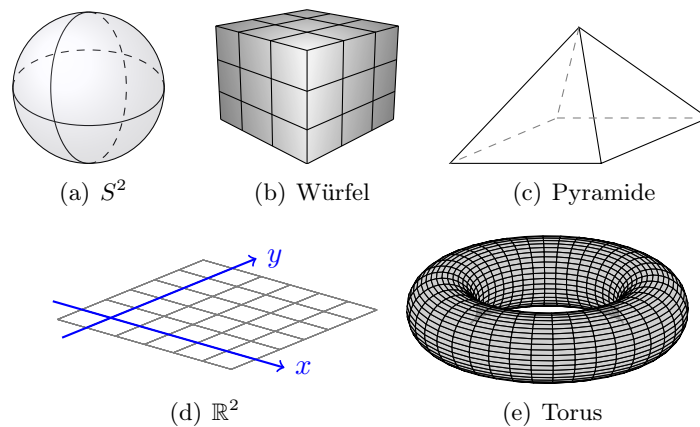 (a) S²
(b) Würfel
(c) Pyramide
y
x
(d) ℝ²
(e) Torus